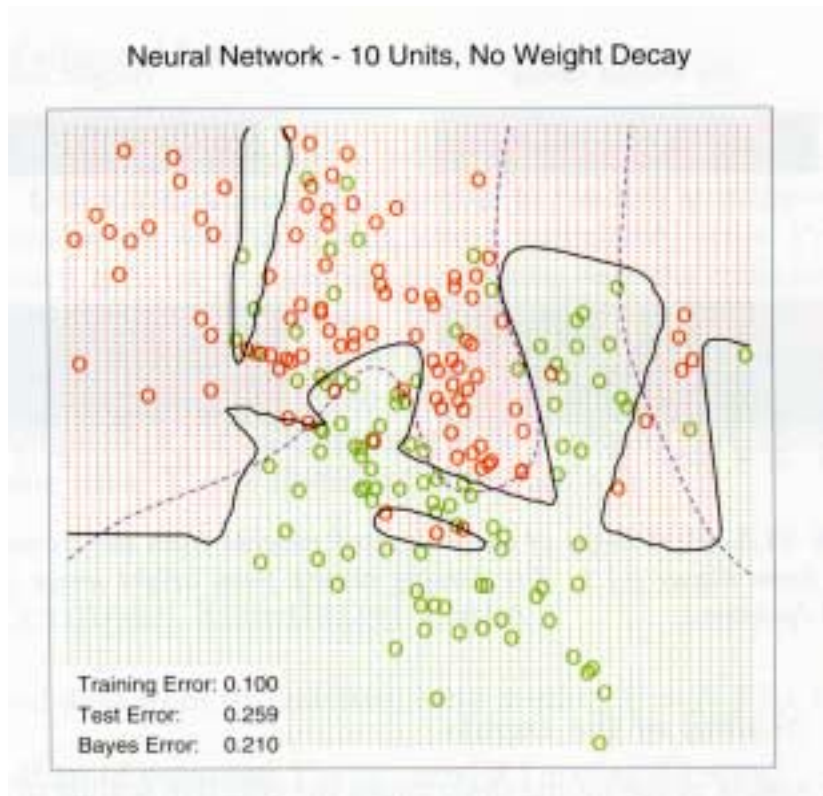 Neural Network - 10 Units, No Weight Decay
Training Error: 0.100
Test Error: 0.259
Bayes Error: 0.210